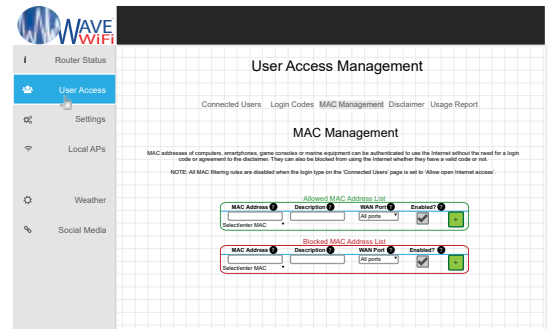 WAVE
WiFi
i Router Status
User Access Management
User Access
Connected Users Login Codes MAC Management Disclaimer Usage Report
Settings
MAC Management
Local APs
MAC addresses of computers, smartphones, game consoles or marine equipment can be authenticated to use the Internet without the need for a login
code or agreement to the disclaimer. They can also be blocked from using the Internet whether they have a valid code or not.
NOTE: All MAC filtering rules are disabled when the login type on the 'Connected Users' page is set to 'Allow open Internet access'.
Weather
Social Media
Allowed MAC Address List
MAC Address ? Description ? WAN Port ? Enabled? ?
All ports
+
Select/enter MAC
Blocked MAC Address List
MAC Address ? Description ? WAN Port ? Enabled? ?
All ports
+
Select/enter MAC